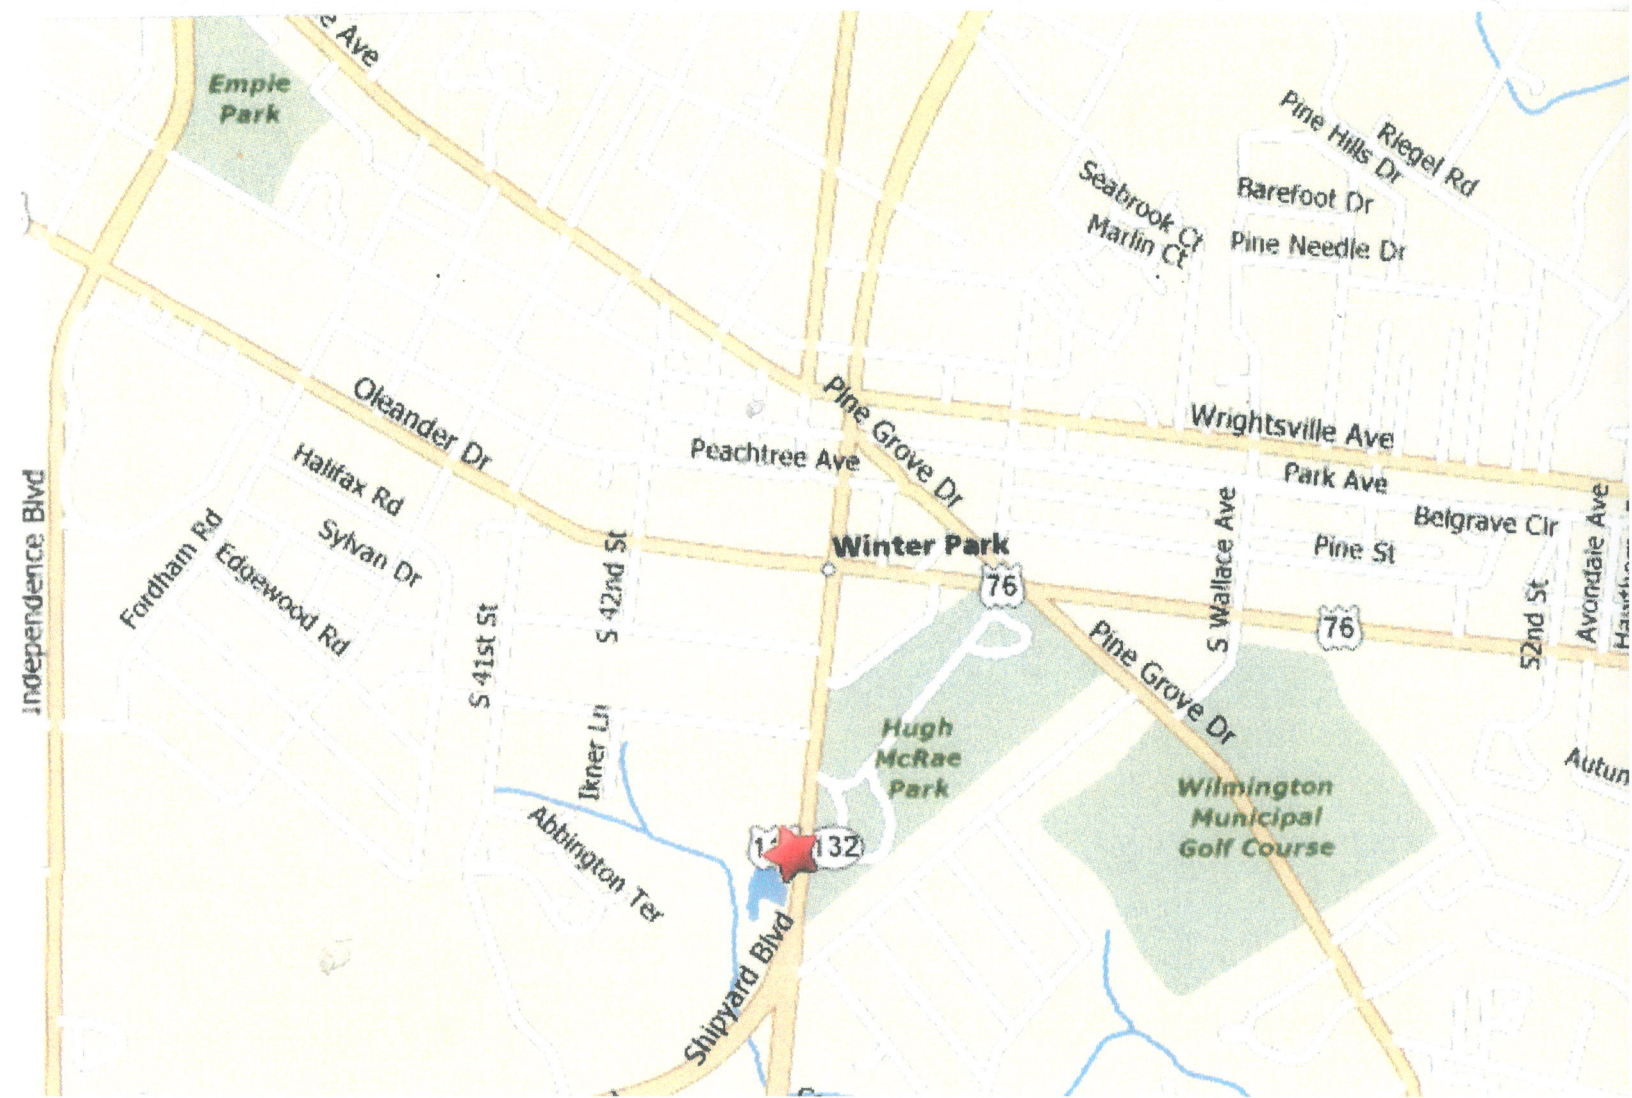 e Ave
Empie
Park
Pine Hills Dr
Riegel Rd
Seabrook Ct
Barefoot Dr
Marlin Ct
Pine Needle Dr
Oleander Dr
Pine Grove Dr
Wrightsville Ave
Peachtree Ave
Park Ave
Halifax Rd
Belgrave Cir
Independence Blvd
Fordham Rd
Sylvan Dr
Edgewood Rd
S 41st St
S 42nd St
Winter Park
76
S Wallace Ave
Pine St
52nd St
Avondale Ave
76
Pine Grove Dr
Ikner Ln
Hugh
McRae
Park
Wilmington
Municipal
Golf Course
Autun
Abbington Ter
132
Shipyard Blvd